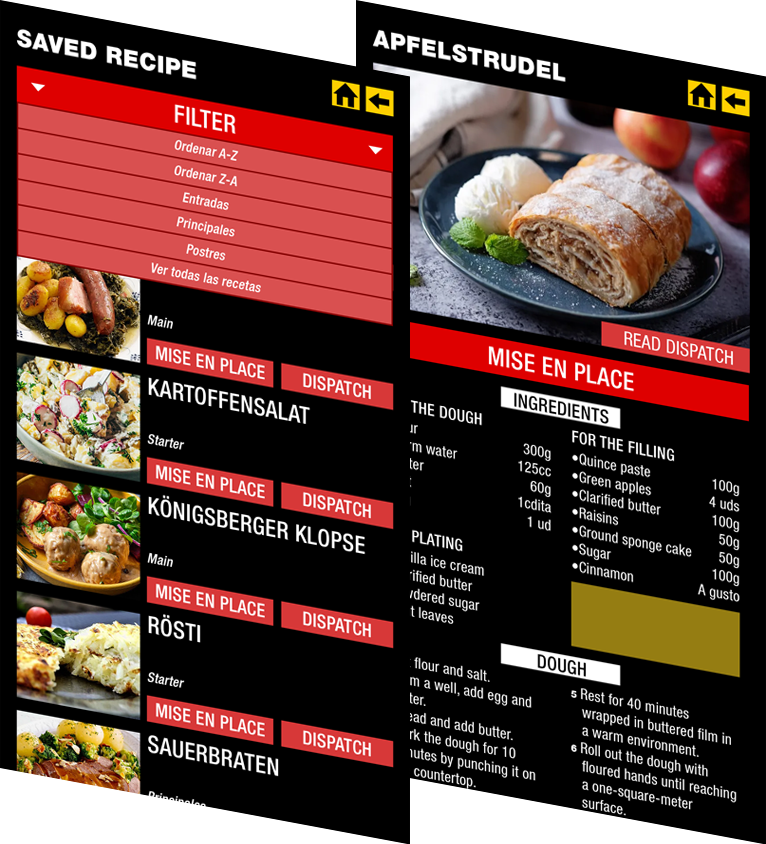 SAVED RECIPE
FILTER
Ordenar A-Z
Ordenar Z-A
Entradas
Principales
Postres
Ver todas las recetas
Main
MISE EN PLACE
DISPATCH
KARTOFFENSALAT
Starter
MISE EN PLACE
DISPATCH
KÖNIGSBERGER KLOPSE
Main
MISE EN PLACE
DISPATCH
RÖSTI
Starter
MISE EN PLACE
DISPATCH
SAUERBRATEN
Principales
APFELSTRUDEL
READ DISPATCH
MISE EN PLACE
INGREDIENTS
THE DOUGH
ur
rm water 300g
ter 125cc
60g
1cdita
1 ud
PLATING
illa ice cream
rified butter
wdered sugar
t leaves
FOR THE FILLING
•Quince paste 100g
•Green apples 4 uds
•Clarified butter 100g
•Raisins 50g
•Ground sponge cake 50g
•Sugar 100g
•Cinnamon A gusto
DOUGH
flour and salt.
m a well, add egg and
ter.
ead and add butter.
rk the dough for 10
nutes by punching it on
countertop.
5 Rest for 40 minutes
wrapped in buttered film in
a warm environment.
6 Roll out the dough with
floured hands until reaching
a one-square-meter
surface.